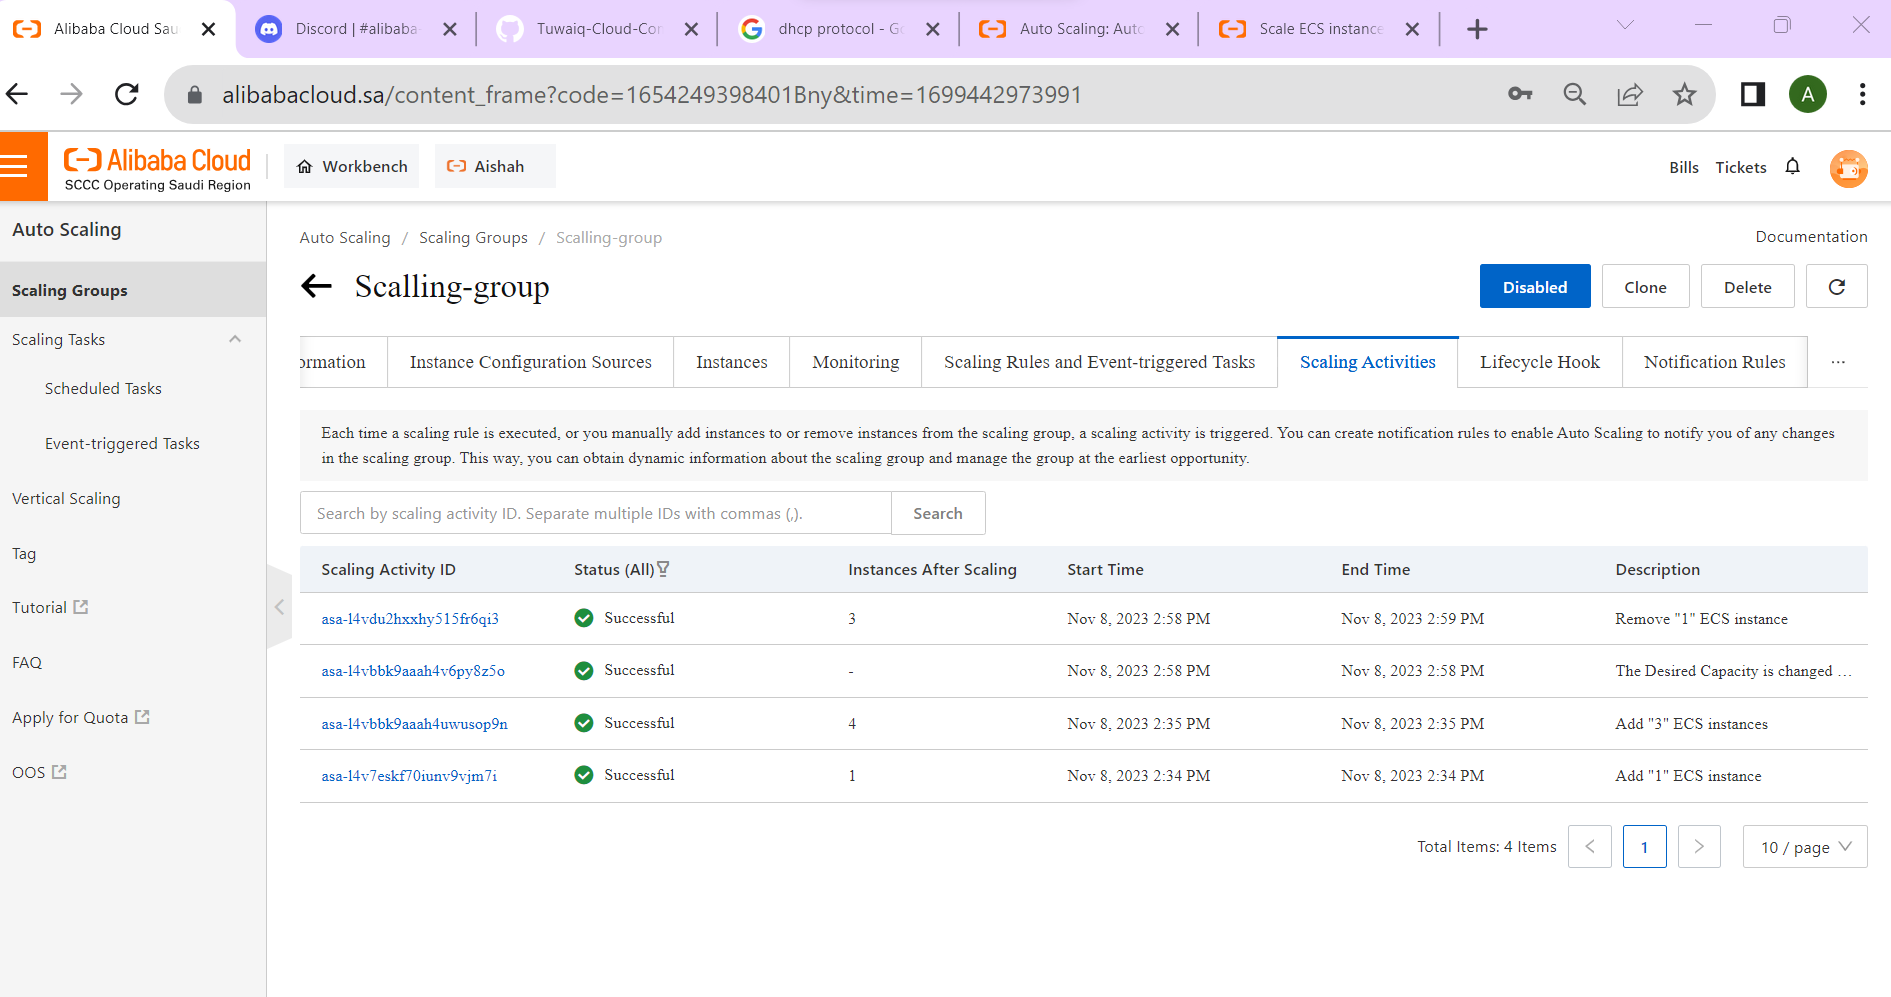 Alibaba Cloud Sau
Discord | #alibaba
Tuwaiq-Cloud-Con
dhcp protocol - Go
Auto Scaling: Auto
Scale ECS instance
alibabacloud.sa/content_frame?code=1654249398401Bny&time=1699442973991
A
Alibaba Cloud
SCCC Operating Saudi Region
Workbench
Aishah
Bills
Tickets
Auto Scaling
Scaling Groups
Scaling Tasks
Scheduled Tasks
Event-triggered Tasks
Vertical Scaling
Tag
Tutorial
FAQ
Apply for Quota
OOS
Auto Scaling / Scaling Groups / Scalling-group
Documentation
Scalling-group
Disabled
Clone
Delete
ormation
Instance Configuration Sources
Instances
Monitoring
Scaling Rules and Event-triggered Tasks
Scaling Activities
Lifecycle Hook
Notification Rules
...
Each time a scaling rule is executed, or you manually add instances to or remove instances from the scaling group, a scaling activity is triggered. You can create notification rules to enable Auto Scaling to notify you of any changes
in the scaling group. This way, you can obtain dynamic information about the scaling group and manage the group at the earliest opportunity.
Search by scaling activity ID. Separate multiple IDs with commas (,).
Search
Scaling Activity ID Status (All) Instances After Scaling Start Time End Time Description
asa-l4vdu2hxxhy515fr6qi3 Successful 3 Nov 8, 2023 2:58 PM Nov 8, 2023 2:59 PM Remove "1" ECS instance
asa-l4vbbk9aaah4v6py8z5o Successful - Nov 8, 2023 2:58 PM Nov 8, 2023 2:58 PM The Desired Capacity is changed ...
asa-l4vbbk9aaah4uwusop9n Successful 4 Nov 8, 2023 2:35 PM Nov 8, 2023 2:35 PM Add "3" ECS instances
asa-l4v7eskf70iunv9vjm7i Successful 1 Nov 8, 2023 2:34 PM Nov 8, 2023 2:34 PM Add "1" ECS instance
Total Items: 4 Items
1
10 / page